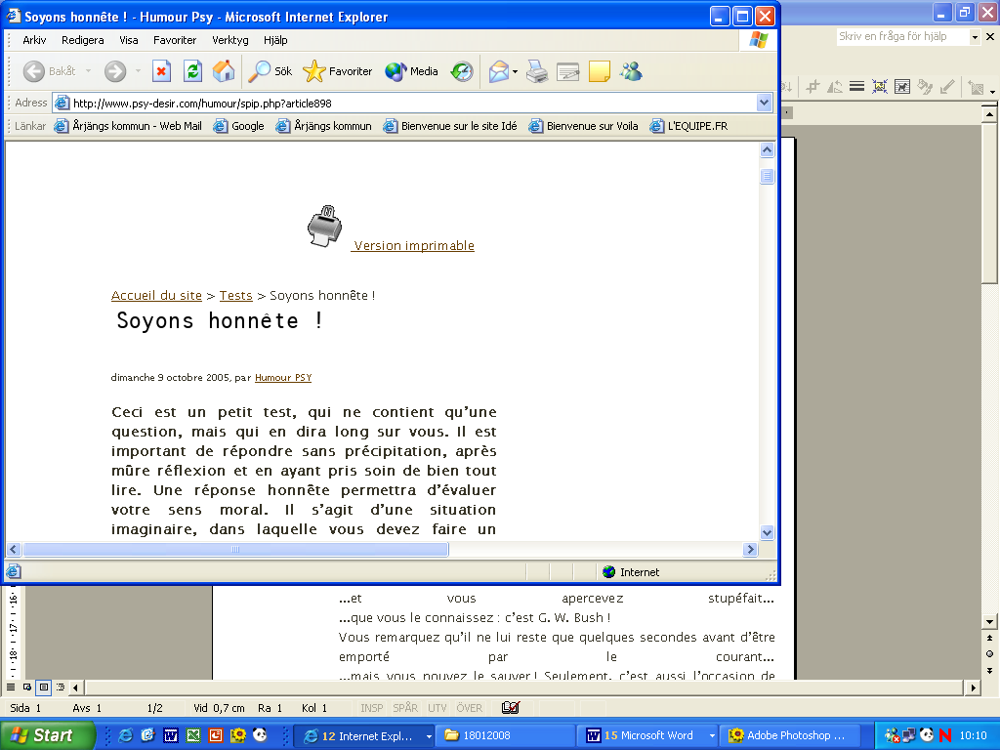 Soyons honnête ! - Humour Psy - Microsoft Internet Explorer
Arkiv Redigera Visa Favoriter Verktyg Hjälp
Skriv en fråga för hjälp
Bakåt Sök Favoriter Media
Adress http://www.psy-desir.com/humour/spip.php?article898
Länkar Årjängs kommun - Web Mail Google Årjängs kommun Bienvenue sur le site Idé Bienvenue sur Voila L'EQUIPE.FR
Version imprimable
Accueil du site > Tests > Soyons honnête !
Soyons honnête !
dimanche 9 octobre 2005, par Humour PSY
Ceci est un petit test, qui ne contient qu’une
question, mais qui en dira long sur vous. Il est
important de répondre sans précipitation, après
mûre réflexion et en ayant pris soin de bien tout
lire. Une réponse honnête permettra d’évaluer
votre sens moral. Il s’agit d’une situation
imaginaire, dans laquelle vous devez faire un
Internet
...et vous apercevez stupéfait...
...que vous le connaissez : c’est G. W. Bush !
Vous remarquez qu’il ne lui reste que quelques secondes avant d’être
emporté par le courant...
...mais vous pouvez le sauver ! Seulement, c’est aussi l’occasion de
16
17
18
Sida 1 Avs 1 1/2 Vid 0,7 cm Ra 1 Kol 1 INSP SPÅR UTV ÖVER
Start 12 Internet Expl... 18012008 15 Microsoft Word Adobe Photoshop ... 10:10